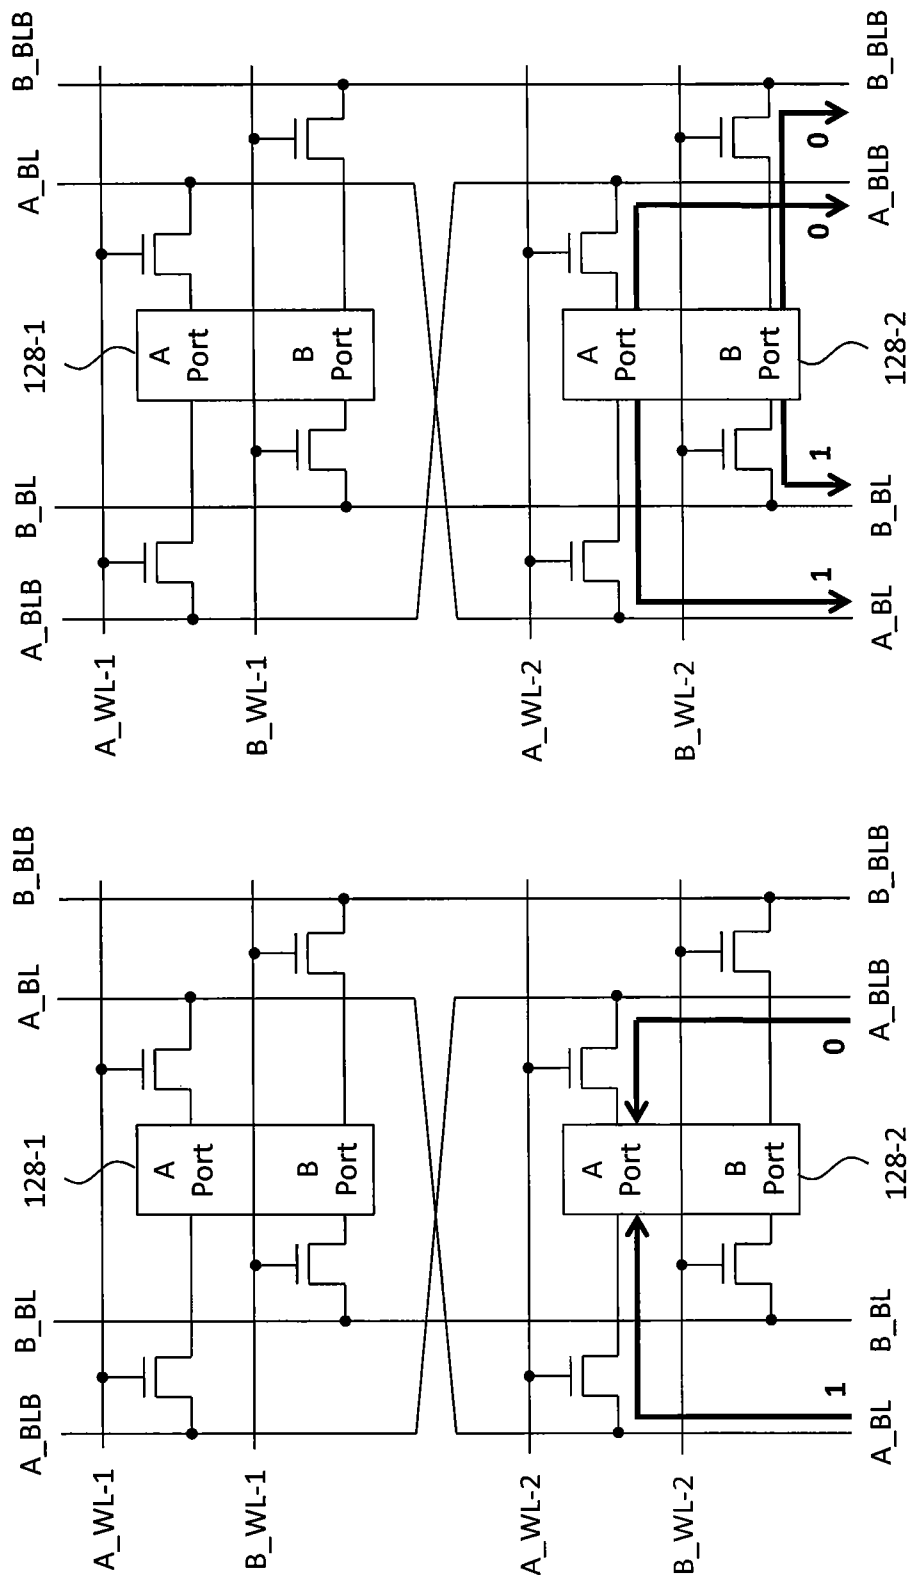 A_BLB
B_BL
A_BL
B_BLB
A_WL-1
B_WL-1
128-1
A
Port
B
Port
A_WL-2
B_WL-2
A
Port
B
Port
128-2
1
1
0
0
A_BL
B_BL
A_BLB
B_BLB
A_BLB
B_BL
A_BL
B_BLB
A_WL-1
B_WL-1
128-1
A
Port
B
Port
A_WL-2
B_WL-2
A
Port
B
Port
128-2
1
0
A_BL
B_BL
A_BLB
B_BLB